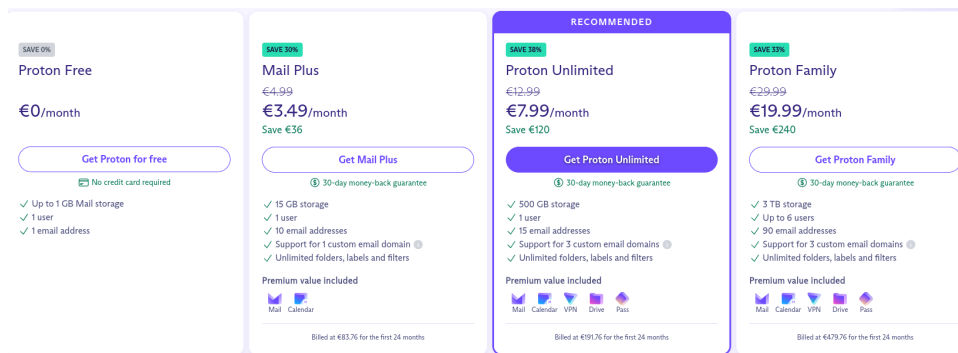 RECOMMENDED
SAVE 0%
Proton Free
€0/month
Get Proton for free
No credit card required
Up to 1 GB Mail storage
1 user
1 email address
SAVE 30%
Mail Plus
€4.99
€3.49/month
Save €36
Get Mail Plus
30-day money-back guarantee
15 GB storage
1 user
10 email addresses
Support for 1 custom email domain
Unlimited folders, labels and filters
Premium value included
Mail Calendar
Billed at €83.76 for the first 24 months
SAVE 38%
Proton Unlimited
€12.99
€7.99/month
Save €120
Get Proton Unlimited
30-day money-back guarantee
500 GB storage
1 user
15 email addresses
Support for 3 custom email domains
Unlimited folders, labels and filters
Premium value included
Mail Calendar VPN Drive Pass
Billed at €191.76 for the first 24 months
SAVE 33%
Proton Family
€29.99
€19.99/month
Save €240
Get Proton Family
30-day money-back guarantee
3 TB storage
Up to 6 users
90 email addresses
Support for 3 custom email domains
Unlimited folders, labels and filters
Premium value included
Mail Calendar VPN Drive Pass
Billed at €479.76 for the first 24 months